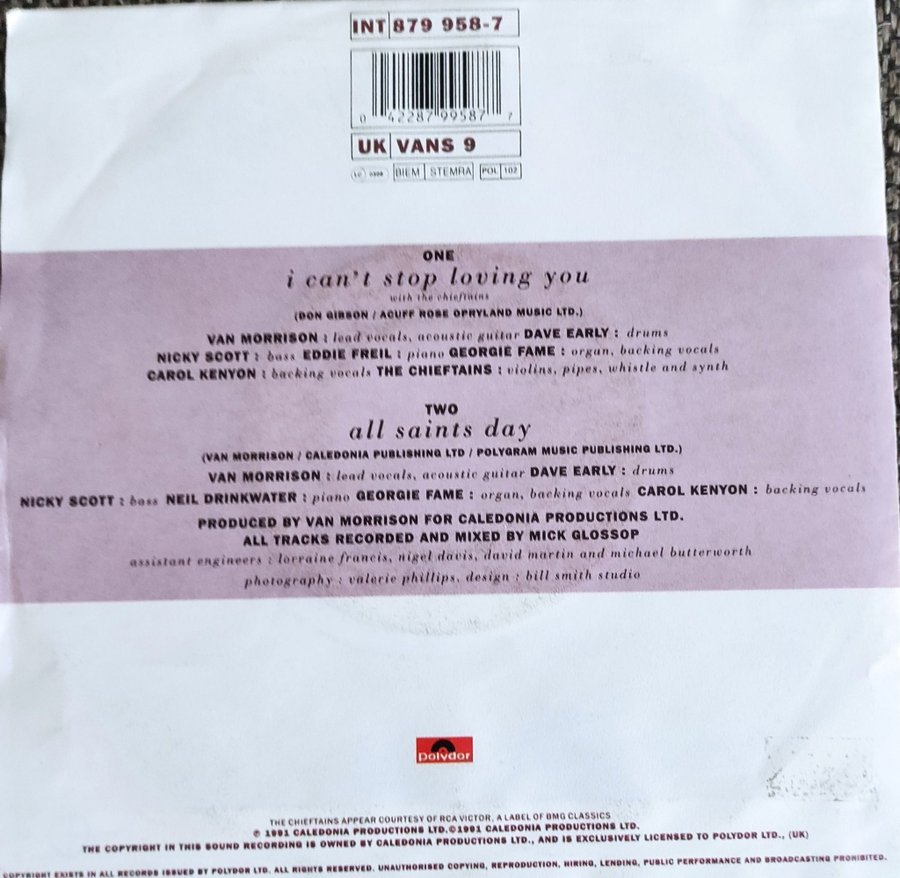 INT 879 958-7
0 42287 99587 7
UK VANS 9
LC 0309 BIEM STEMRA POL 102
ONE
i can't stop loving you
with the chieftains
(DON GIBSON / ACUFF ROSE OPRYLAND MUSIC LTD.)
VAN MORRISON : lead vocals, acoustic guitar DAVE EARLY : drums
NICKY SCOTT : bass EDDIE FREIL : piano GEORGIE FAME : organ, backing vocals
CAROL KENYON : backing vocals THE CHIEFTAINS : violins, pipes, whistle and synth
TWO
all saints day
(VAN MORRISON / CALEDONIA PUBLISHING LTD / POLYGRAM MUSIC PUBLISHING LTD.)
VAN MORRISON : lead vocals, acoustic guitar DAVE EARLY : drums
NICKY SCOTT : bass NEIL DRINKWATER : piano GEORGIE FAME : organ, backing vocals CAROL KENYON : backing vocals
PRODUCED BY VAN MORRISON FOR CALEDONIA PRODUCTIONS LTD.
ALL TRACKS RECORDED AND MIXED BY MICK GLOSSOP
assistant engineers : lorraine francis, nigel davis, david martin and michael butterworth
photography : valerie phillips, design : bill smith studio
polydor
THE CHIEFTAINS APPEAR COURTESY OF RCA VICTOR, A LABEL OF BMG CLASSICS
℗ 1991 CALEDONIA PRODUCTIONS LTD.©1991 CALEDONIA PRODUCTIONS LTD.
THE COPYRIGHT IN THIS SOUND RECORDING IS OWNED BY CALEDONIA PRODUCTIONS LTD., AND IS EXCLUSIVELY LICENSED TO POLYDOR LTD., (UK)
COPYRIGHT EXISTS IN ALL RECORDS ISSUED BY POLYDOR LTD. ALL RIGHTS RESERVED. UNAUTHORISED COPYING, REPRODUCTION, HIRING, LENDING, PUBLIC PERFORMANCE AND BROADCASTING PROHIBITED.